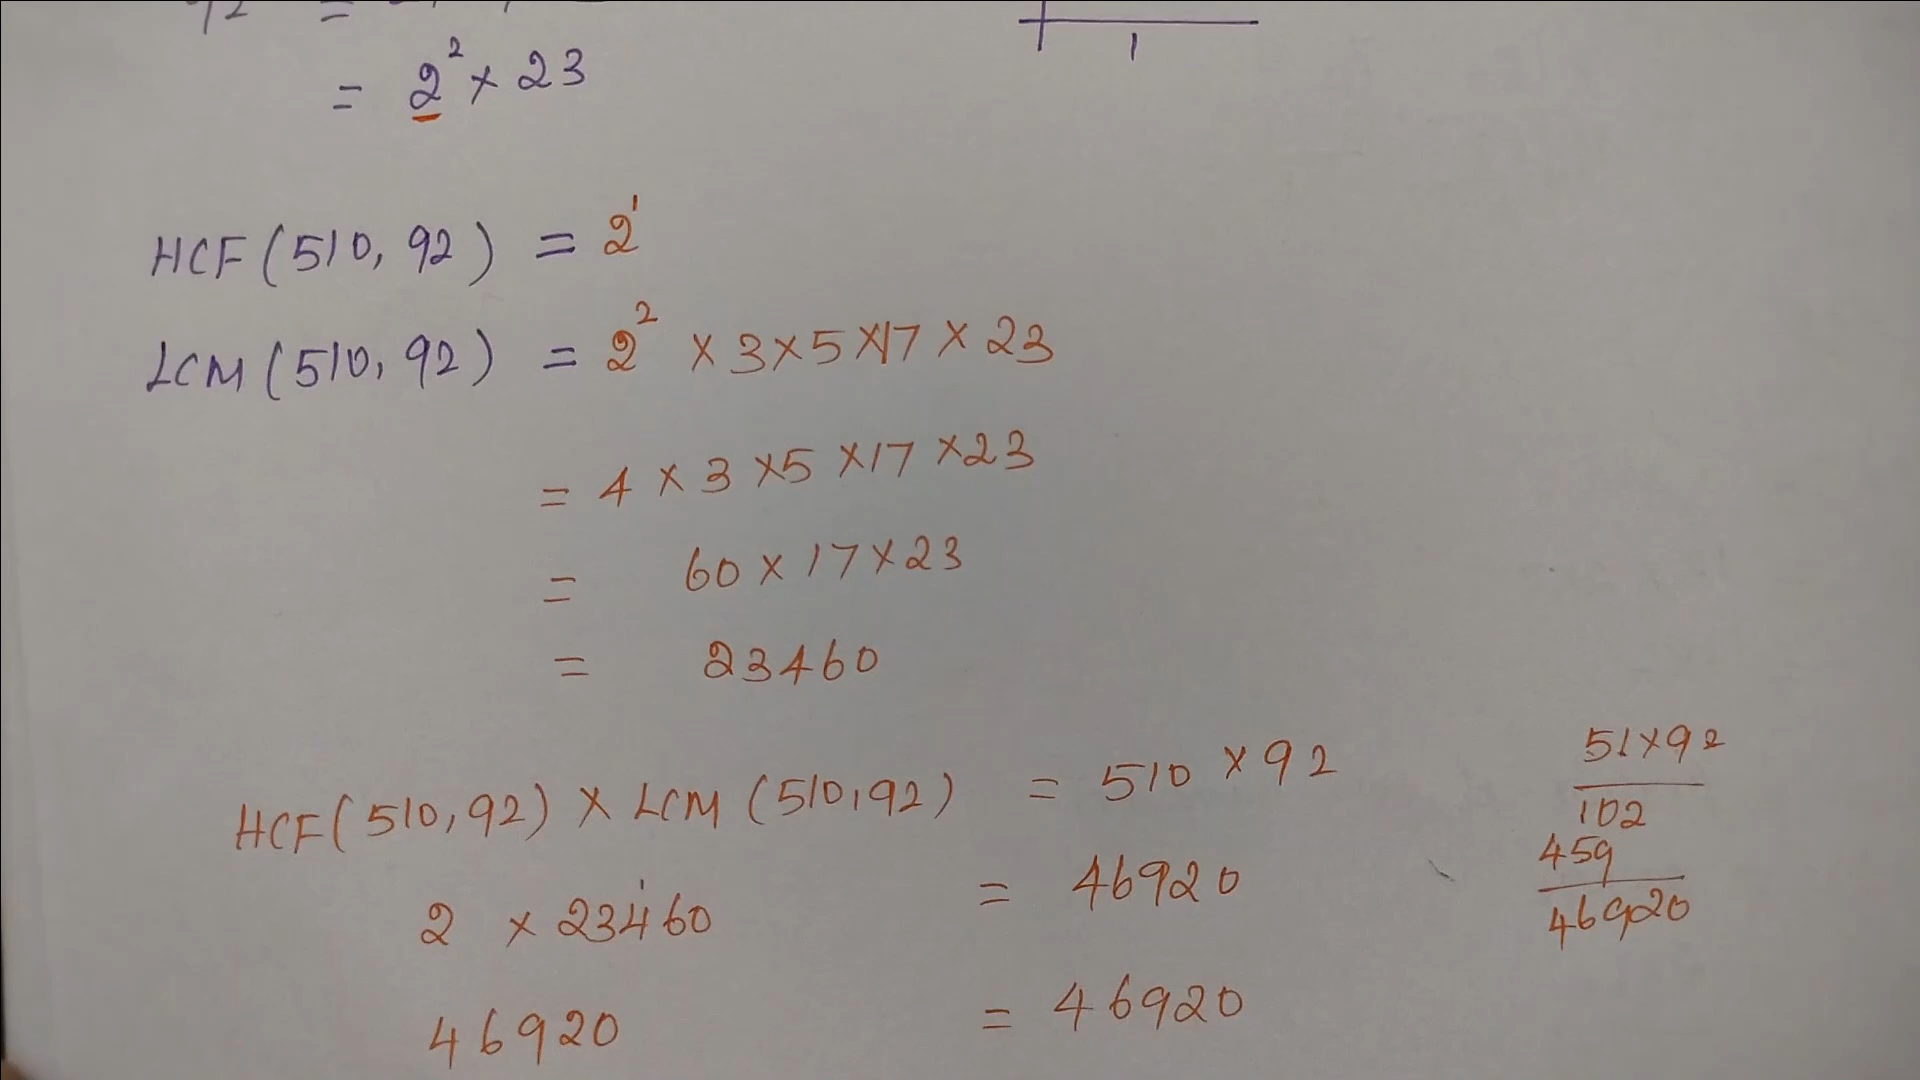 92 =
= 2² × 23
1
HCF (510, 92) = 2¹
LCM (510, 92) = 2² × 3 × 5 × 17 × 23
= 4 × 3 × 5 × 17 × 23
= 60 × 17 × 23
= 23460
HCF (510, 92) × LCM (510, 92) = 510 × 92
2 × 23460 = 46920
46920 = 46920
51 × 92
102
459
46920